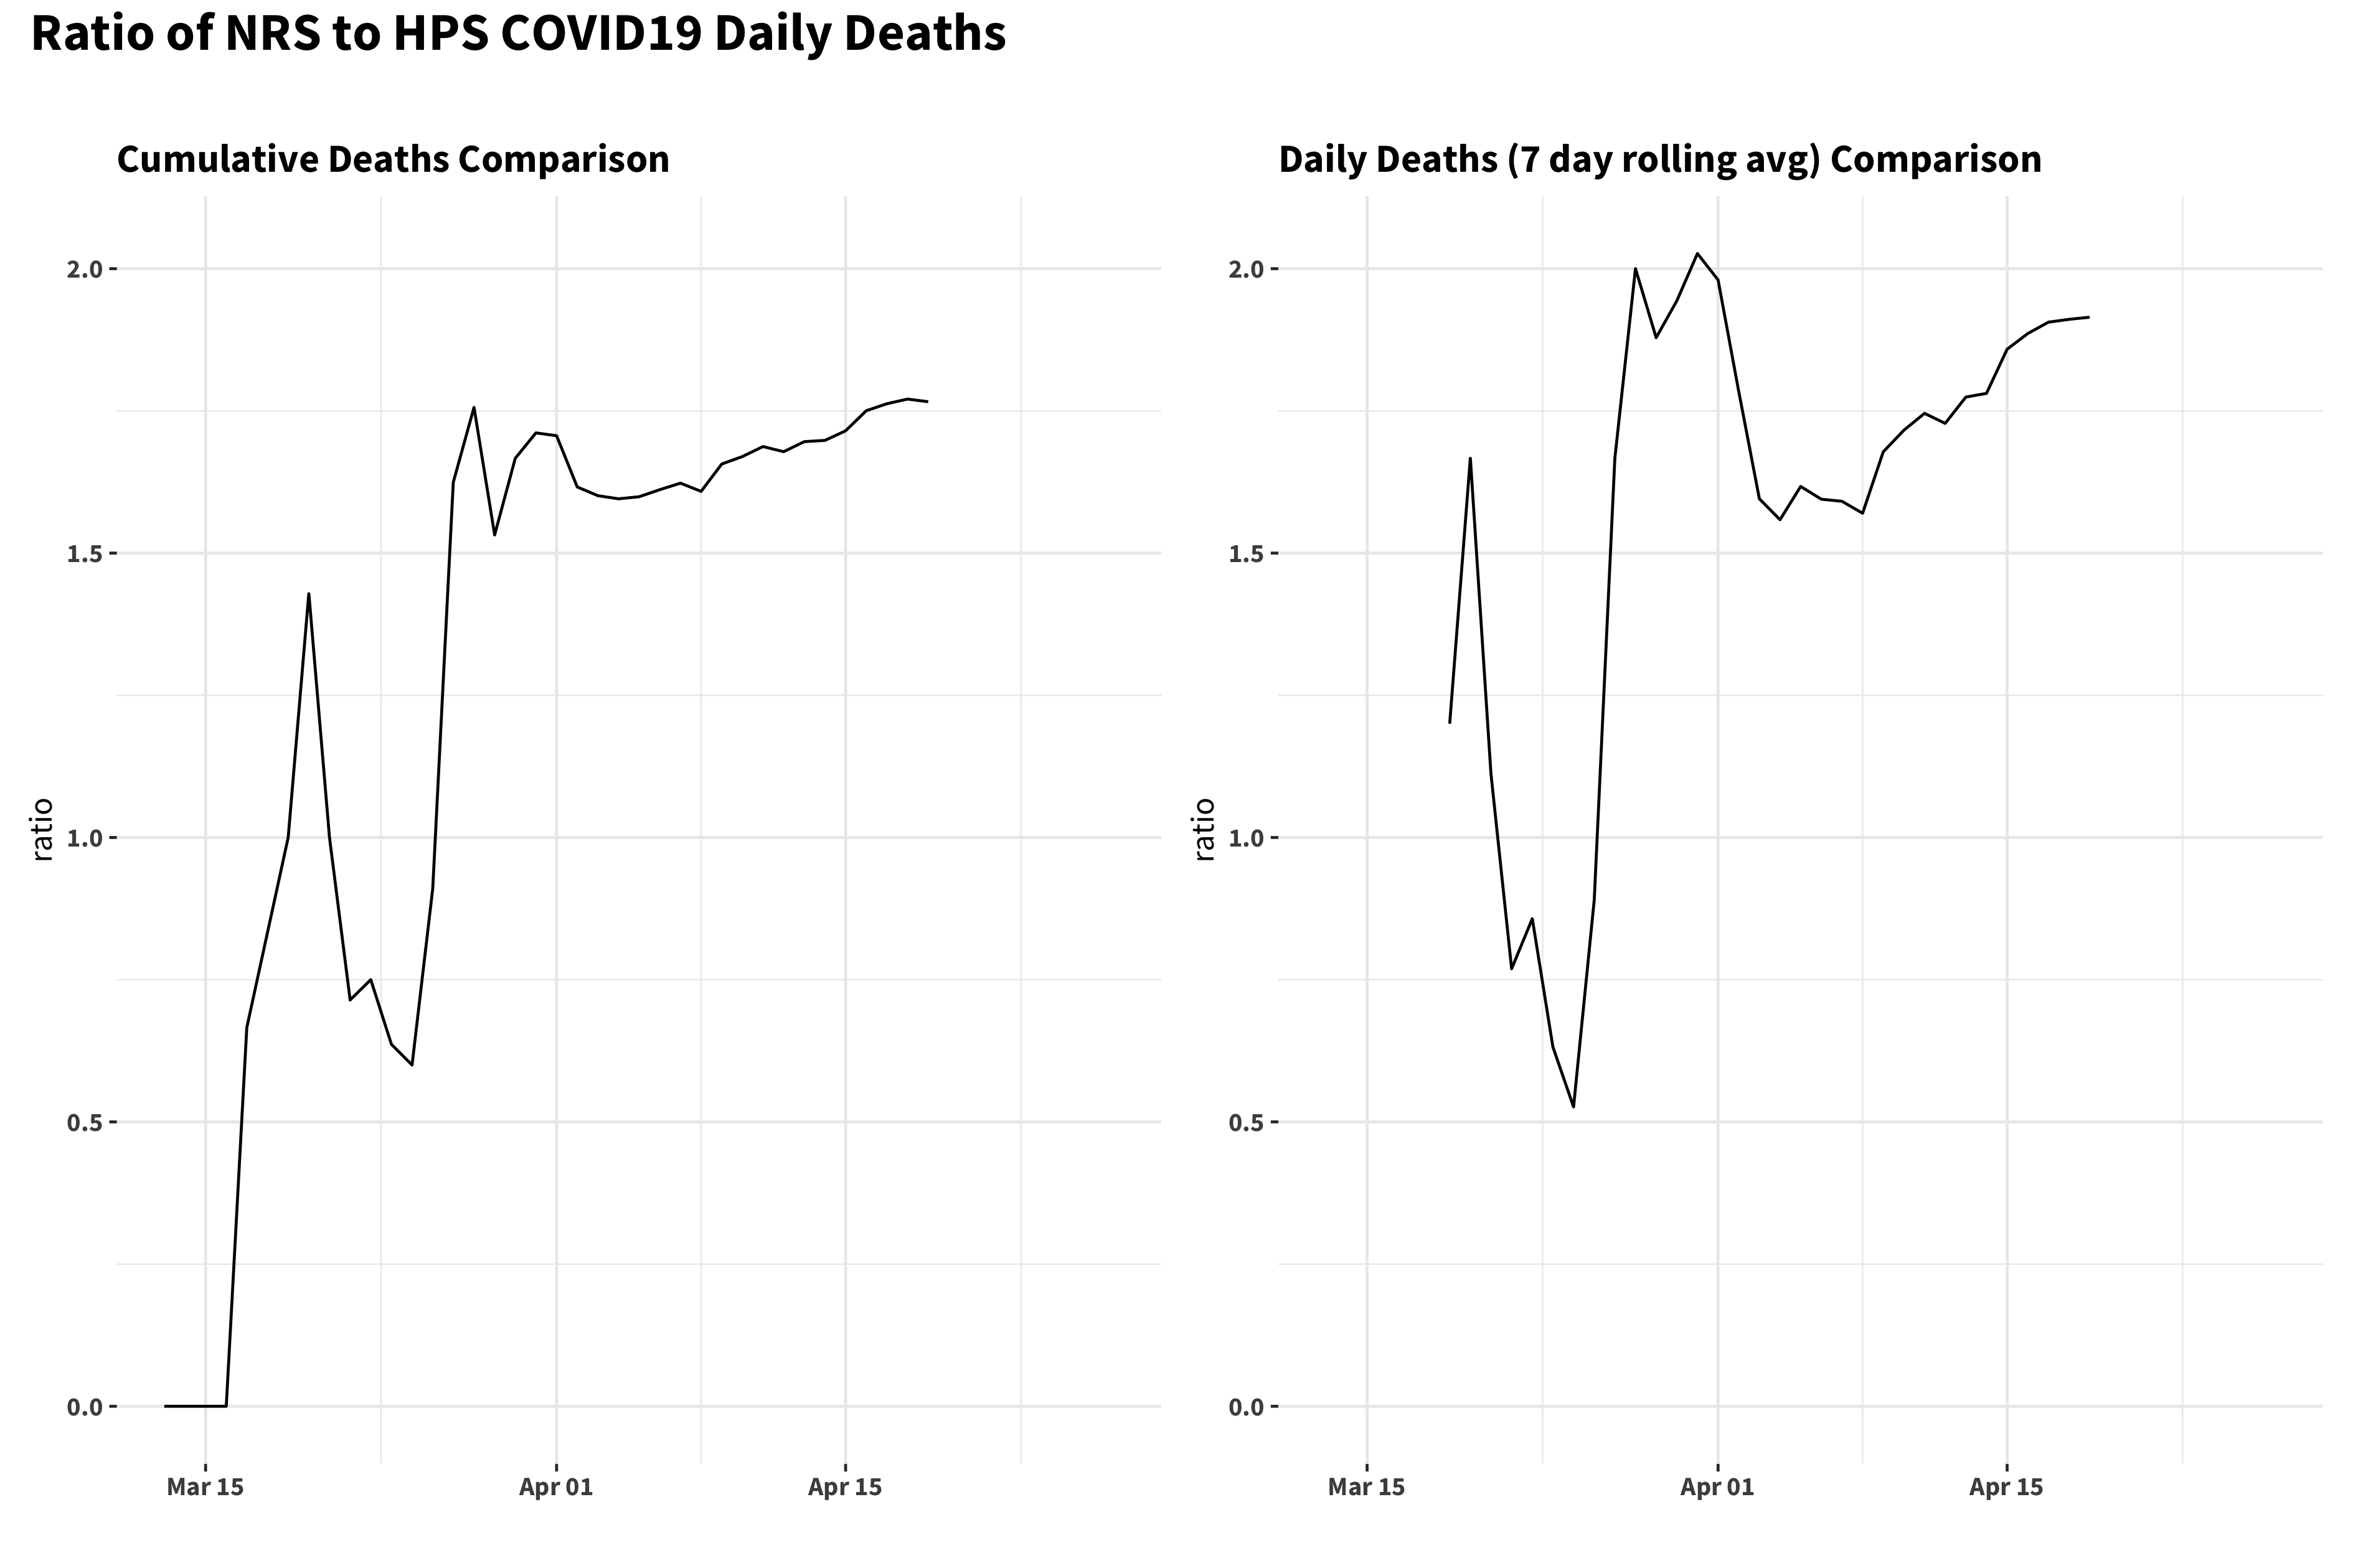 Ratio of NRS to HPS COVID19 Daily Deaths
Cumulative Deaths Comparison
2.0
1.5
1.0
0.5
0.0
ratio
Mar 15 Apr 01 Apr 15
Daily Deaths (7 day rolling avg) Comparison
2.0
1.5
1.0
0.5
0.0
ratio
Mar 15 Apr 01 Apr 15